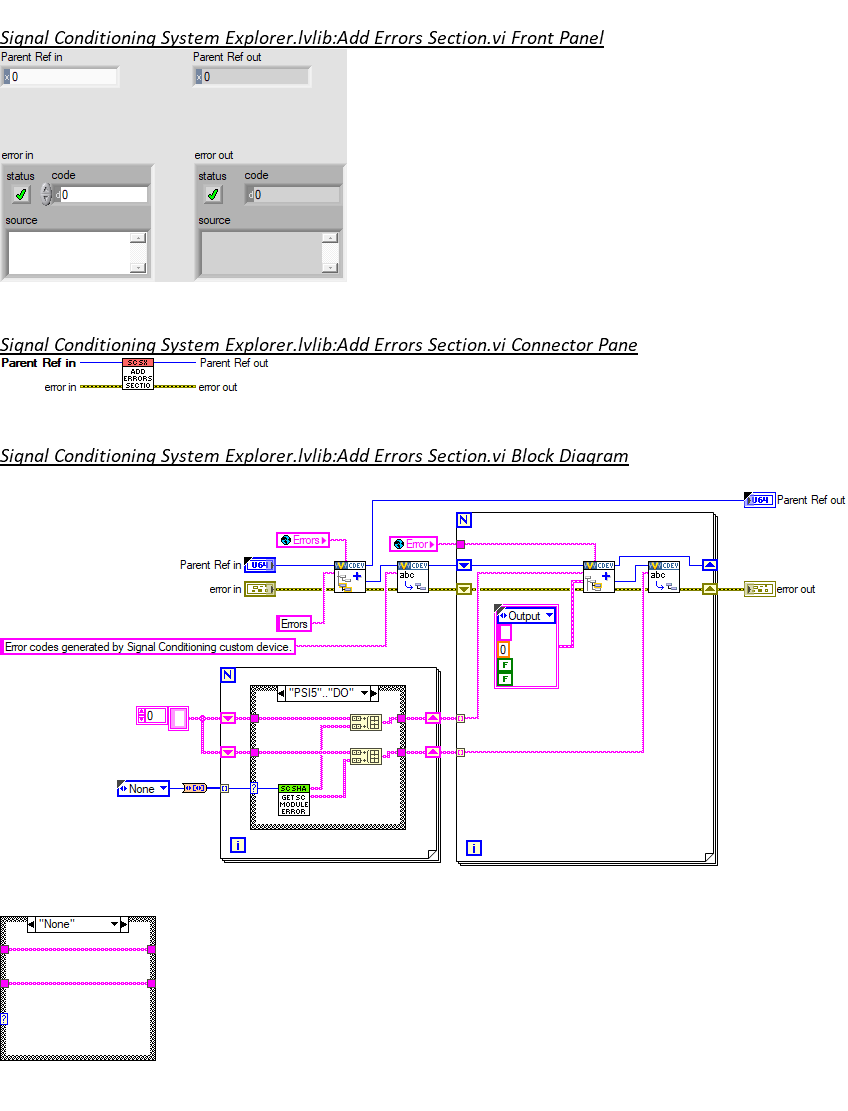 Signal Conditioning System Explorer.lvlib:Add Errors Section.vi Front Panel
Parent Ref in
Parent Ref out
x 0
x 0
error in
error out
status
code
status
code
d 0
d 0
source
source
Signal Conditioning System Explorer.lvlib:Add Errors Section.vi Connector Pane
Parent Ref in
SC SX
ADD
ERRORS
SECTIO
Parent Ref out
error in
error out
Signal Conditioning System Explorer.lvlib:Add Errors Section.vi Block Diagram
U64
Parent Ref out
N
Errors
Error
Parent Ref in
U64
CDEV
CDEV
abc
CDEV
CDEV
abc
error in
error out
Errors
Output
0
F
F
Error codes generated by Signal Conditioning custom device.
N
"PSI5".."DO"
0
None
?
SC SHA
GET SC
MODULE
ERROR
i
i
"None"
?